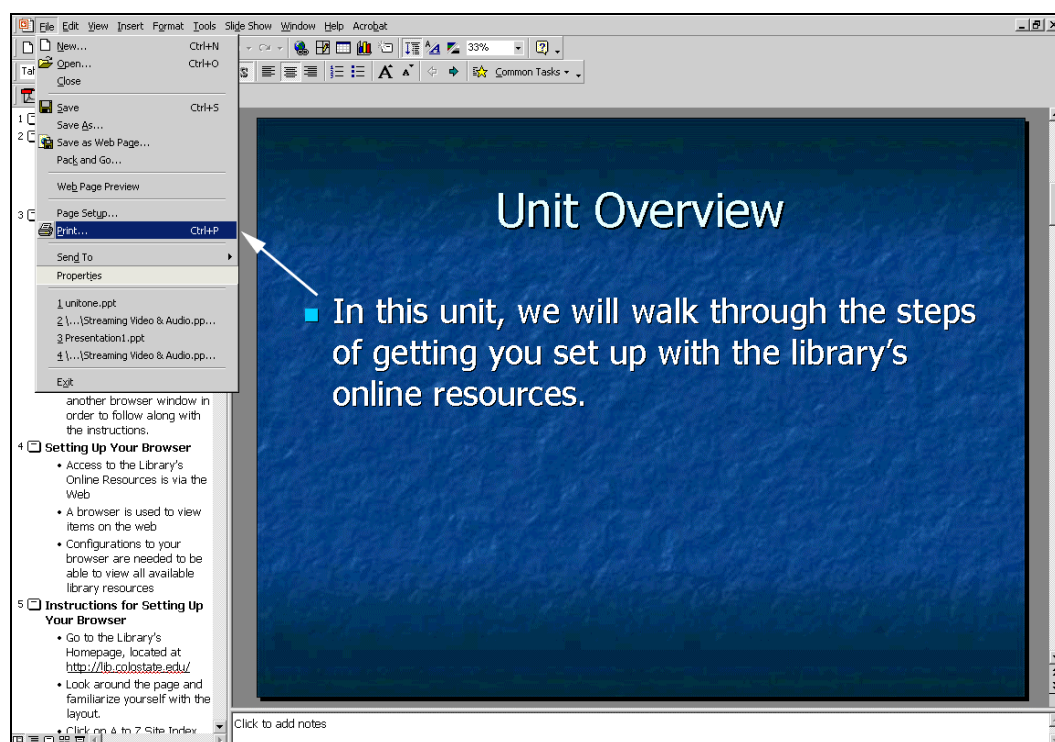 File Edit View Insert Format Tools Slide Show Window Help Acrobat
New... Ctrl+N
33%
Open... Ctrl+O
Common Tasks
Close
Save Ctrl+S
Save As...
Save as Web Page...
Pack and Go...
Web Page Preview
Page Setup...
Print... Ctrl+P
Send To
Properties
1 unitone.ppt
2 \...\Streaming Video & Audio.pp...
3 Presentation1.ppt
4 \...\Streaming Video & Audio.pp...
Exit
1
2
3
another browser window in
order to follow along with
the instructions.
4 Setting Up Your Browser
• Access to the Library's
Online Resources is via the
Web
• A browser is used to view
items on the web
• Configurations to your
browser are needed to be
able to view all available
library resources
5 Instructions for Setting Up
Your Browser
• Go to the Library's
Homepage, located at
http://lib.colostate.edu/
• Look around the page and
familiarize yourself with the
layout.
• Click on A to Z Site Index
Unit Overview
In this unit, we will walk through the steps
of getting you set up with the library's
online resources.
Click to add notes